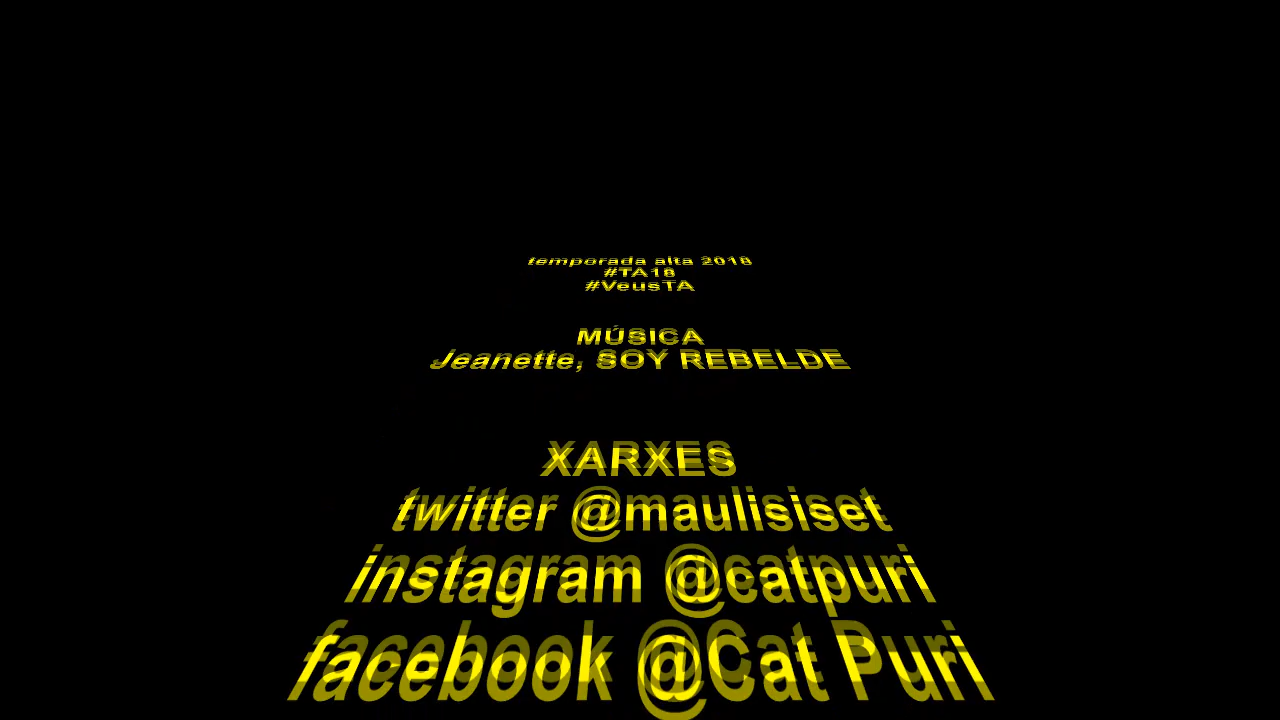 temporada alta 2018
#TA18
#VeusTA
MÚSICA
Jeanette, SOY REBELDE
XARXES
twitter @maulisiset
instagram @catpuri
facebook @Cat Puri